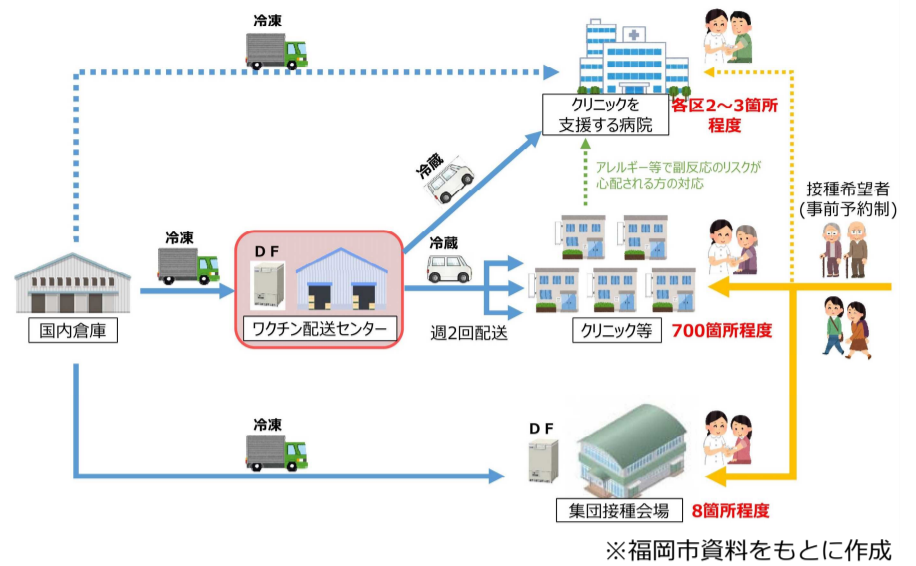 冷凍
クリニックを
支援する病院
各区2～3箇所
程度
冷蔵
アレルギー等で副反応のリスクが
心配される方の対応
接種希望者
(事前予約制)
冷凍
ＤＦ
冷蔵
国内倉庫
ワクチン配送センター
週2回配送
クリニック等
700箇所程度
冷凍
ＤＦ
集団接種会場
8箇所程度
※福岡市資料をもとに作成